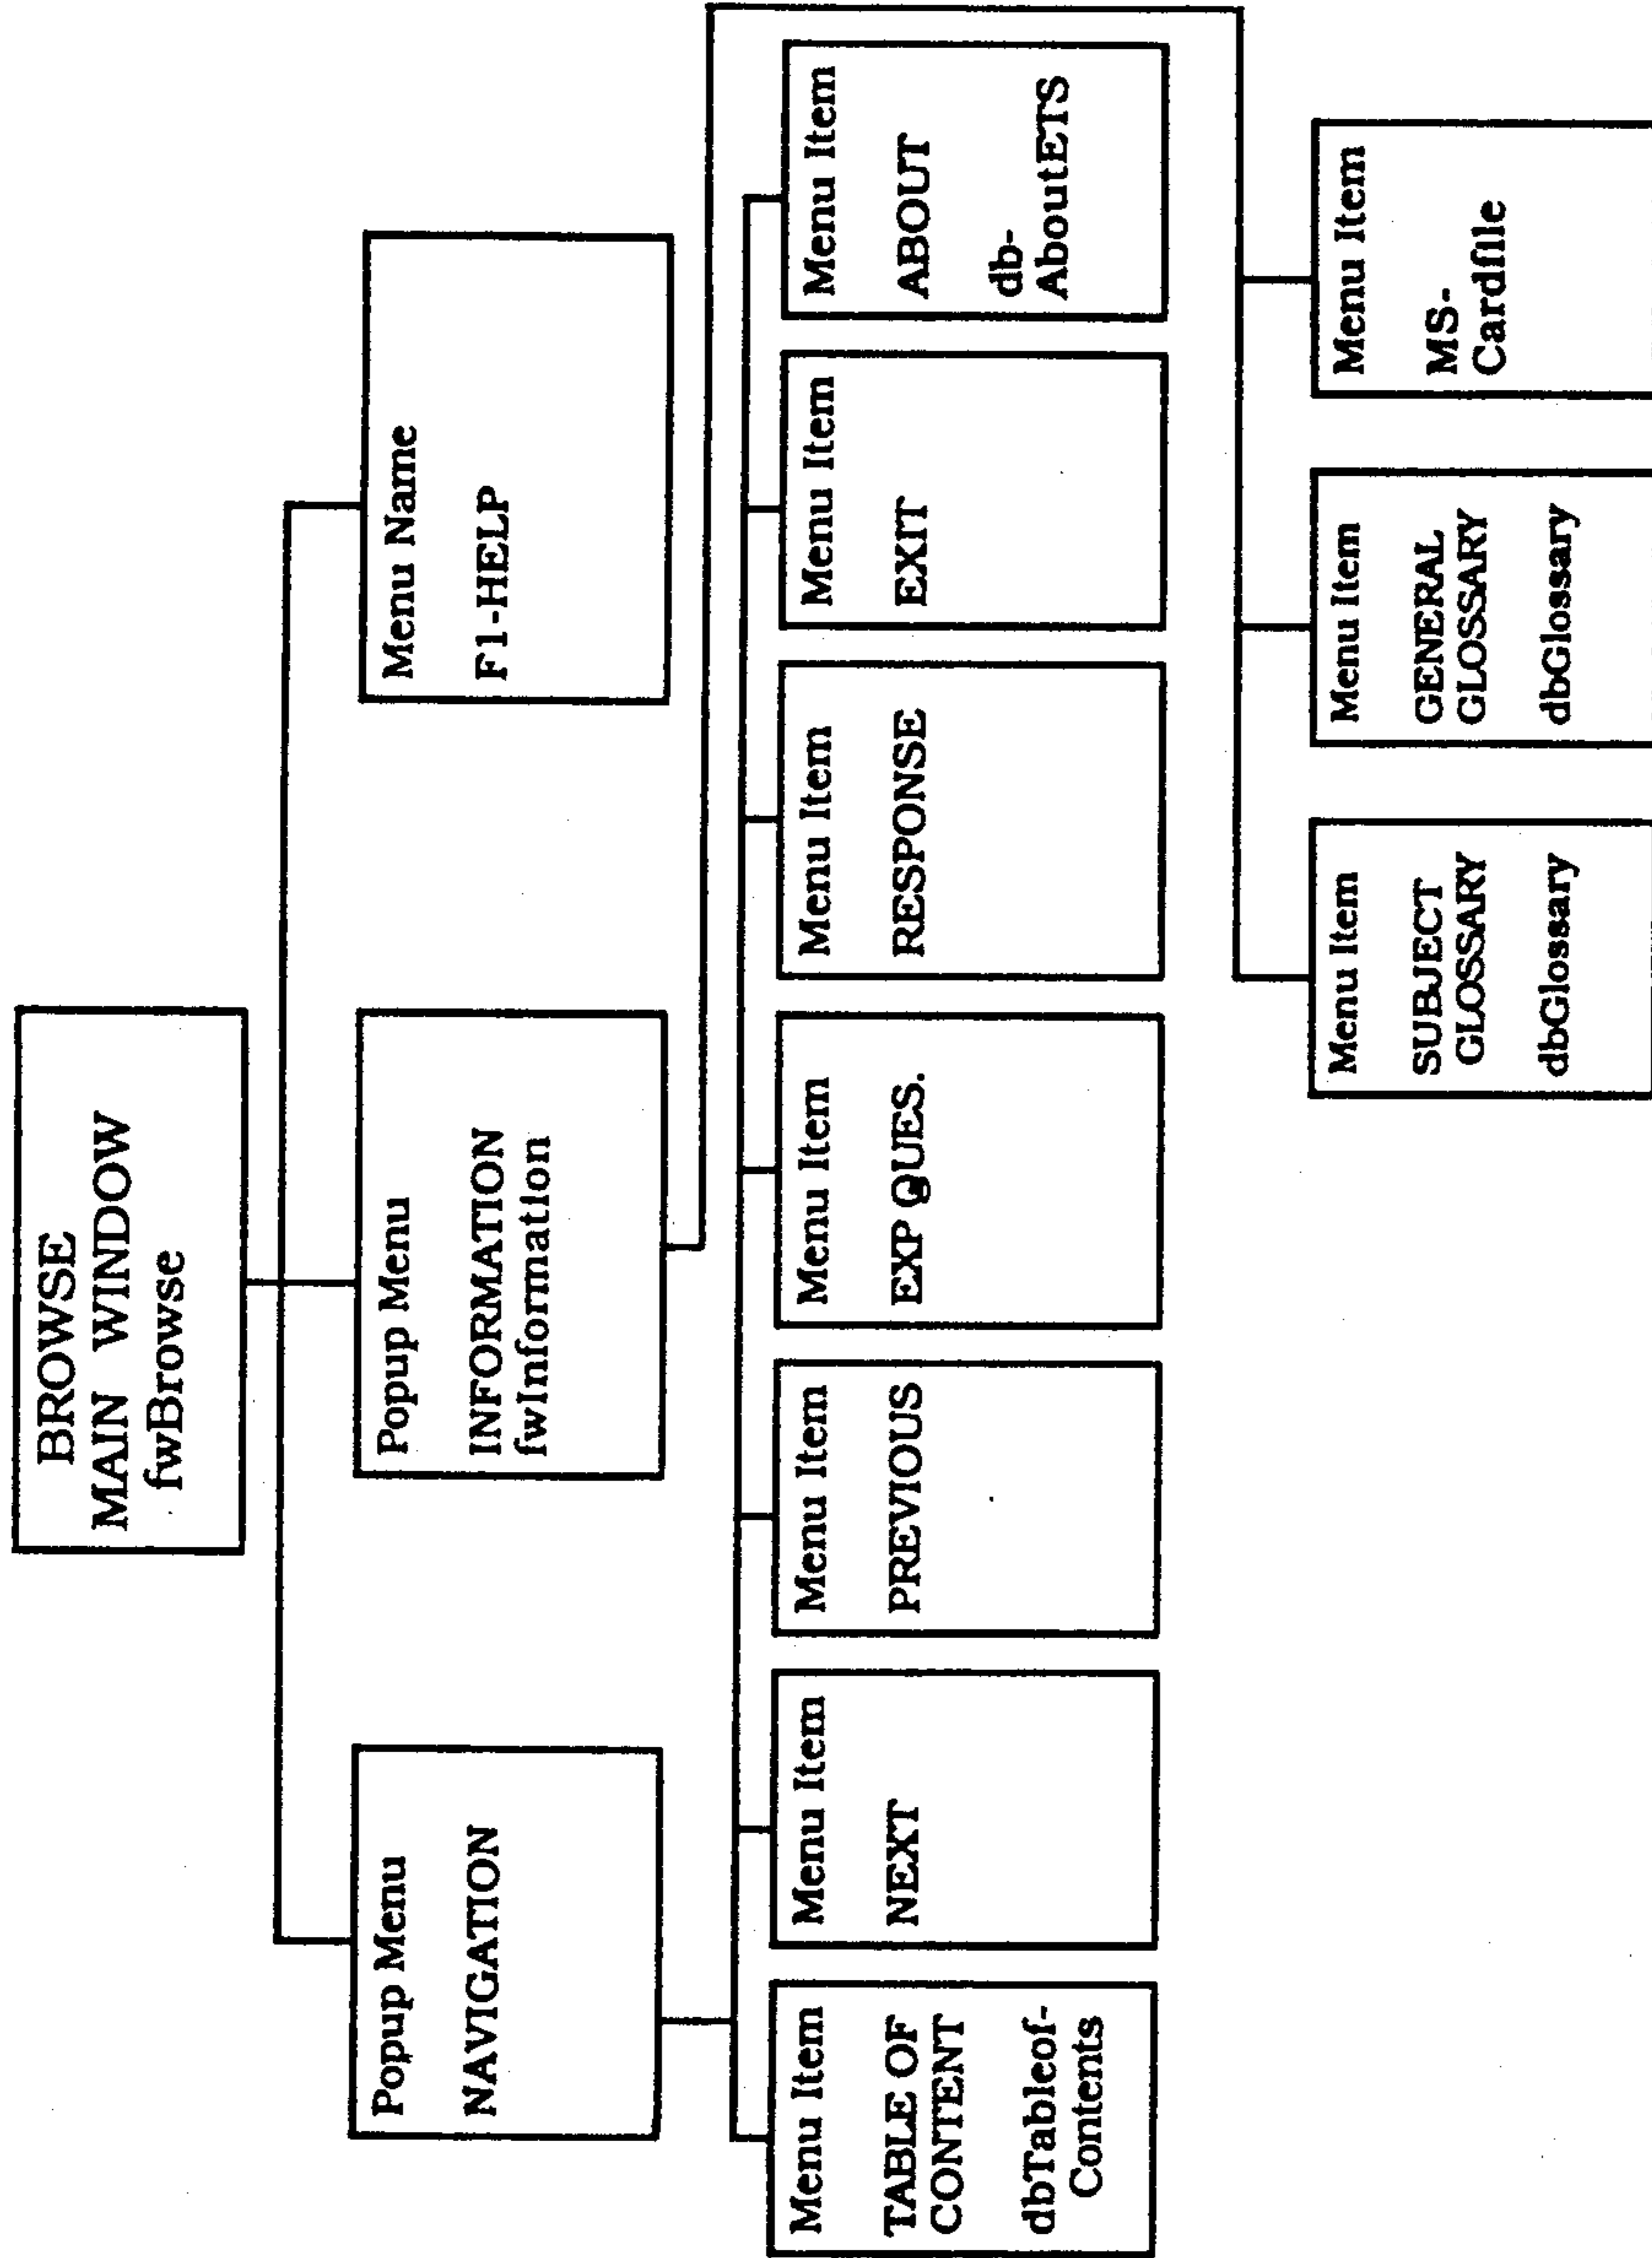 BROWSE
MAIN WINDOW
fwBrowse
Popup Menu
NAVIGATION
Popup Menu
INFORMATION
fwInformation
Menu Name
F1-HELP
Menu Item
TABLE OF
CONTENT
dbTableof-
Contents
Menu Item
NEXT
Menu Item
PREVIOUS
Menu Item
EXP QUES.
Menu Item
RESPONSE
Menu Item
EXIT
Menu Item
ABOUT
db-
AboutETS
Menu Item
SUBJECT
GLOSSARY
dbGlossary
Menu Item
GENERAL
GLOSSARY
dbGlossary
Menu Item
MS-
Cardfile